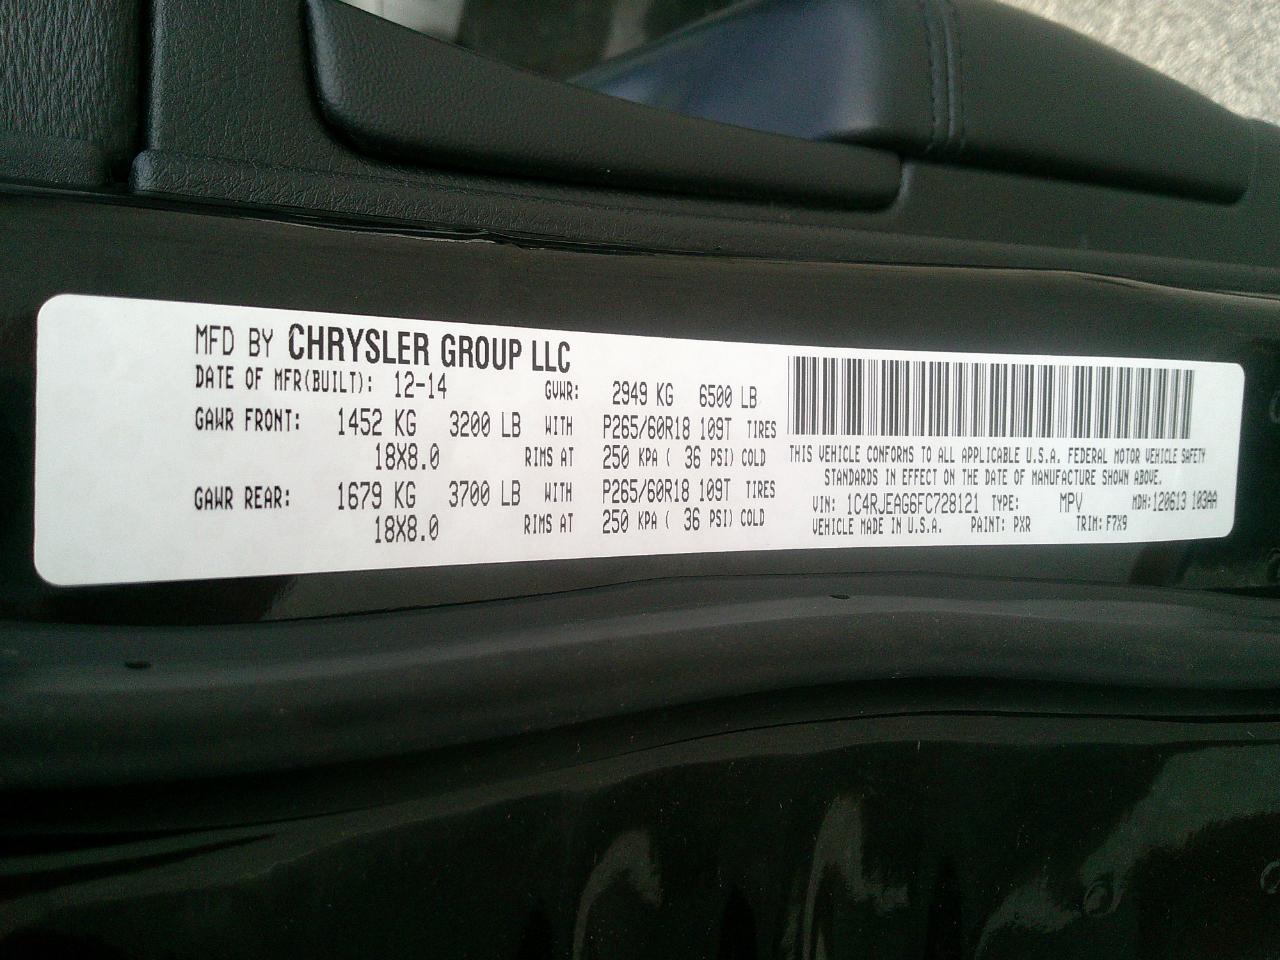 MFD BY CHRYSLER GROUP LLC
DATE OF MFR(BUILT): 12-14 GVWR: 2949 KG 6500 LB
GAWR FRONT: 1452 KG 3200 LB WITH P265/60R18 109T TIRES
18X8.0 RIMS AT 250 KPA ( 36 PSI) COLD
GAWR REAR: 1679 KG 3700 LB WITH P265/60R18 109T TIRES
18X8.0 RIMS AT 250 KPA ( 36 PSI) COLD
THIS VEHICLE CONFORMS TO ALL APPLICABLE U.S.A. FEDERAL MOTOR VEHICLE SAFETY
STANDARDS IN EFFECT ON THE DATE OF MANUFACTURE SHOWN ABOVE.
VIN: 1C4RJEAG6FC728121 TYPE: MPV MDH:120613 103AA
VEHICLE MADE IN U.S.A. PAINT: PXR TRIM: F7X9